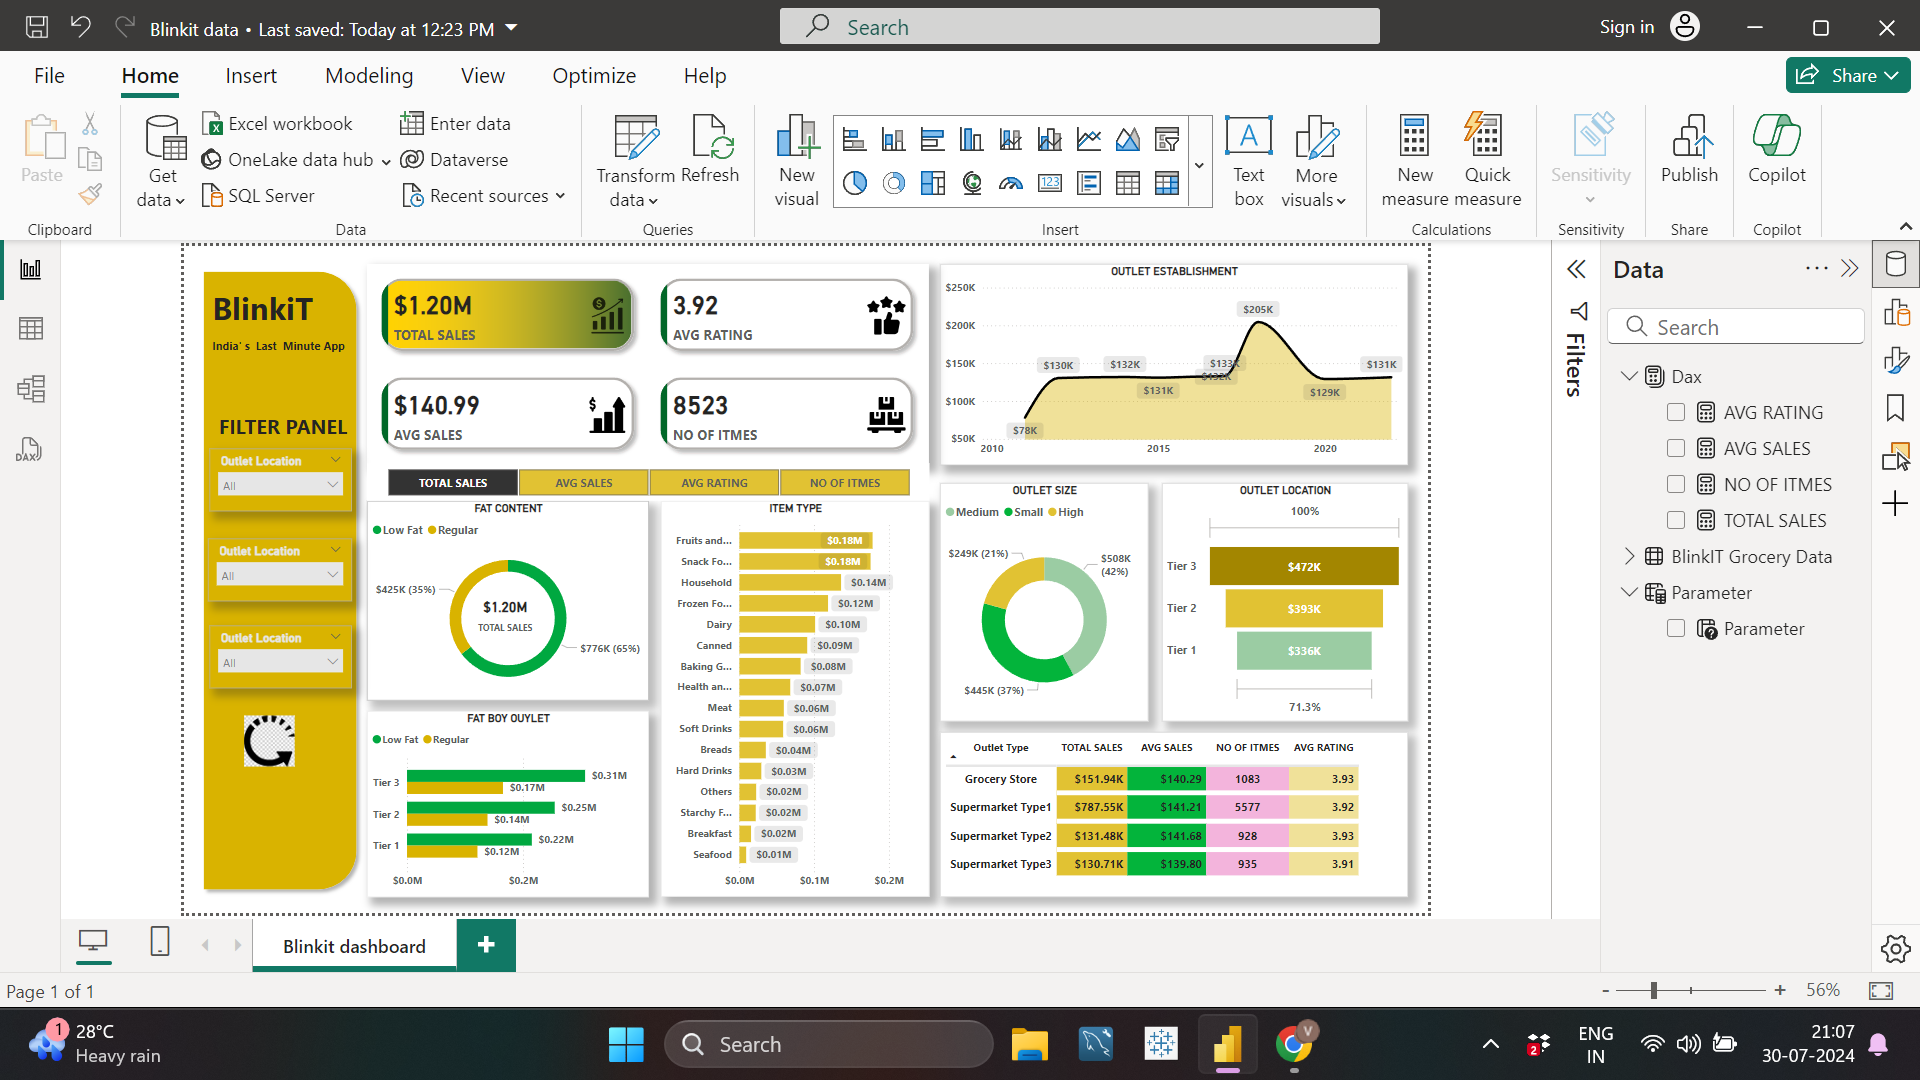 Blinkit data • Last saved: Today at 12:23 PM
Search
Sign in
File
Home
Insert
Modeling
View
Optimize
Help
Share
Paste
Clipboard
Get data
Excel workbook
OneLake data hub
SQL Server
Enter data
Dataverse
Recent sources
Data
Transform data
Refresh
Queries
New visual
123
A
Text box
More visuals
Insert
New measure
Quick measure
Calculations
Sensitivity
Sensitivity
Publish
Share
Copilot
Copilot
DAX
BlinkiT
India's Last Minute App
FILTER PANEL
Outlet Location
All
Outlet Location
All
Outlet Location
All
$1.20M
TOTAL SALES
3.92
AVG RATING
$140.99
AVG SALES
8523
NO OF ITMES
TOTAL SALES
AVG SALES
AVG RATING
NO OF ITMES
FAT CONTENT
Low Fat Regular
$425K (35%)
$1.20M
TOTAL SALES
$776K (65%)
FAT BOY OUYLET
Low Fat Regular
Tier 3 $0.31M
$0.17M
Tier 2 $0.25M
$0.14M
Tier 1 $0.22M
$0.12M
$0.0M $0.2M
ITEM TYPE
Fruits and... $0.18M
Snack Fo... $0.18M
Household $0.14M
Frozen Fo... $0.12M
Dairy $0.10M
Canned $0.09M
Baking G... $0.08M
Health an... $0.07M
Meat $0.06M
Soft Drinks $0.06M
Breads $0.04M
Hard Drinks $0.03M
Others $0.02M
Starchy F... $0.02M
Breakfast $0.02M
Seafood $0.01M
$0.0M $0.1M $0.2M
OUTLET ESTABLISHMENT
$250K
$200K
$150K
$100K
$50K
$78K
$130K
$132K
$131K
$132K
$133K
$205K
$129K
$131K
2010 2015 2020
OUTLET SIZE
Medium Small High
$249K (21%)
$508K
(42%)
$445K (37%)
OUTLET LOCATION
100%
Tier 3 $472K
Tier 2 $393K
Tier 1 $336K
71.3%
Outlet Type TOTAL SALES AVG SALES NO OF ITMES AVG RATING
Grocery Store $151.94K $140.29 1083 3.93
Supermarket Type1 $787.55K $141.21 5577 3.92
Supermarket Type2 $131.48K $141.68 928 3.93
Supermarket Type3 $130.71K $139.80 935 3.91
Filters
Data
Search
Dax
AVG RATING
AVG SALES
NO OF ITMES
TOTAL SALES
BlinkIT Grocery Data
Parameter
Parameter
Blinkit dashboard
Page 1 of 1
- + 56%
1
28°C
Heavy rain
Search
V
2
ENG
IN
21:07
30-07-2024